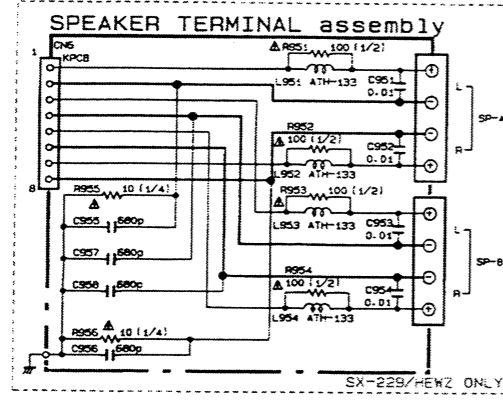 SPEAKER TERMINAL assembly
CN6
1 KPC8
R951 100 (1/2)
L951 ATH-133
C951
0.01
L
SP-A
R952
100 (1/2)
C952
0.01
R
L952 ATH-133
8
R955 10 (1/4)
C955 680p
R953 100 (1/2)
L953 ATH-133
C953
0.01
L
C957 680p
SP-B
R954
C958 680p
100 (1/2)
C954
0.01
R
L954 ATH-133
R956 10 (1/4)
C956 680p
SX-229/HEWZ ONLY